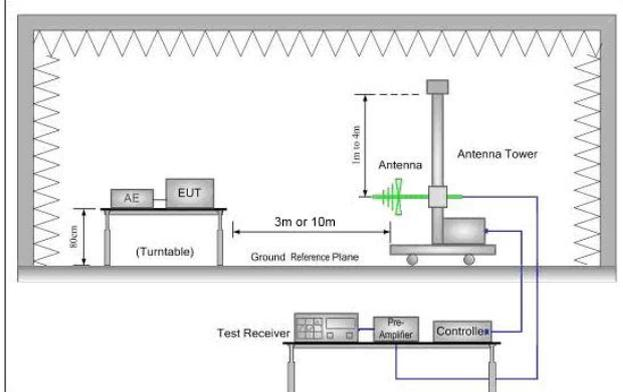 1m to 4m
Antenna
Antenna Tower
AE
EUT
80cm
(Turntable)
3m or 10m
Ground Reference Plane
Test Receiver
Pre-
Amplifier
Controlle